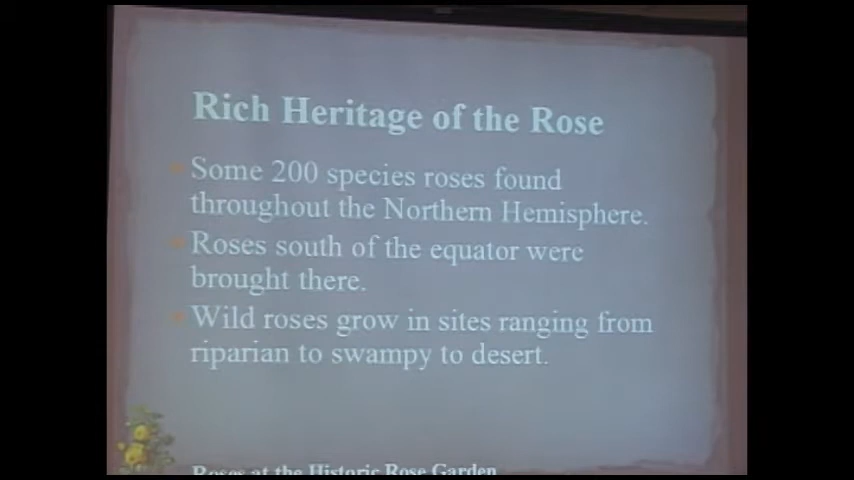 Rich Heritage of the Rose
Some 200 species roses found
throughout the Northern Hemisphere.
Roses south of the equator were
brought there.
Wild roses grow in sites ranging from
riparian to swampy to desert.
Roses at the Historic Rose Garden